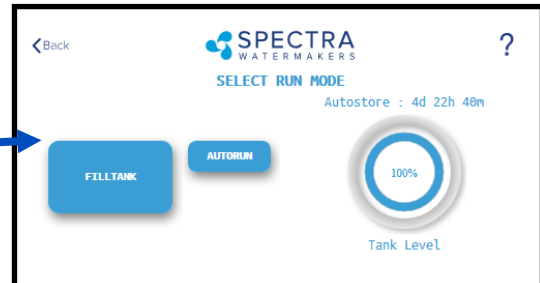 Back
SPECTRA
WATERMAKERS
?
SELECT RUN MODE
Autostore : 4d 22h 40m
FILLTANK
AUTORUN
100%
Tank Level